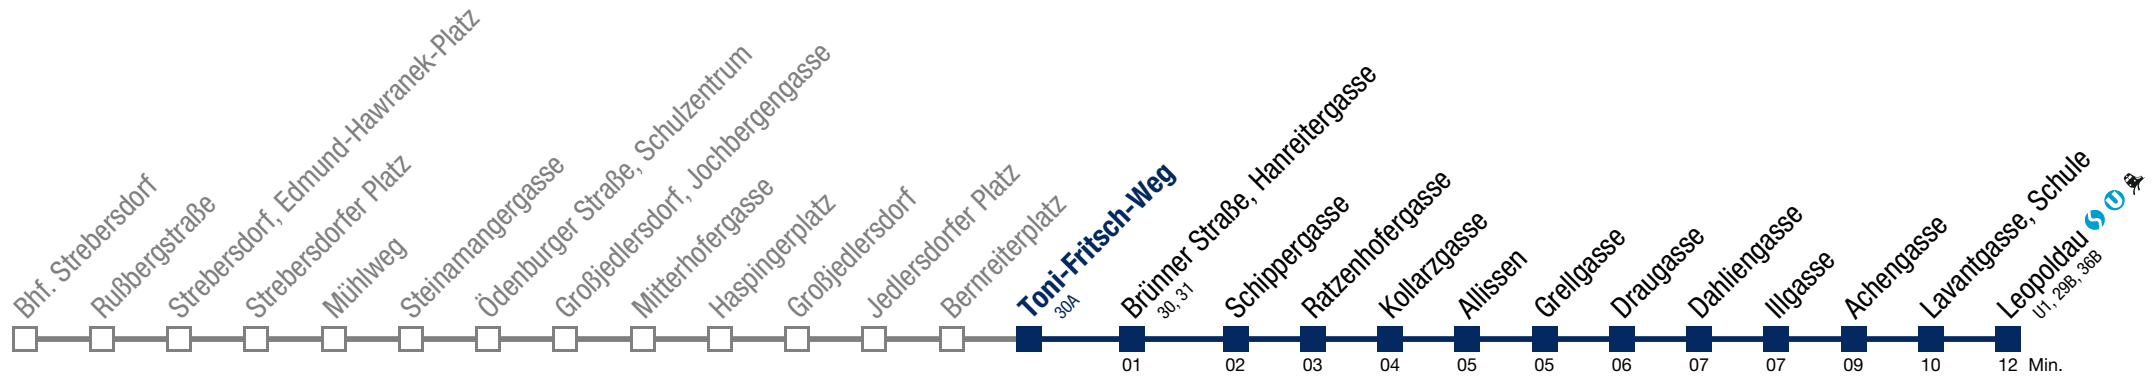 Bhf. Strebersdorf
Rußbergstraße
Strebersdorf, Edmund-Hawranek-Platz
Strebersdorfer Platz
Mühlweg
Steinamangergasse
Ödenburger Straße, Schulzentrum
Großjedlersdorf, Jochbergengasse
Mitterhofergasse
Haspingerplatz
Großjedlersdorf
Jedlersdorfer Platz
Bernreiterplatz
Toni-Fritsch-Weg
30A
Brünner Straße, Hanreitergasse
30, 31
Schippergasse
Ratzenhofergasse
Kollarzgasse
Allissen
Grellgasse
Draugasse
Dahliengasse
Illgasse
Achengasse
Lavantgasse, Schule
Leopoldau S U
U1, 29B, 36B
01 02 03 04 05 05 06 07 07 09 10 12 Min.